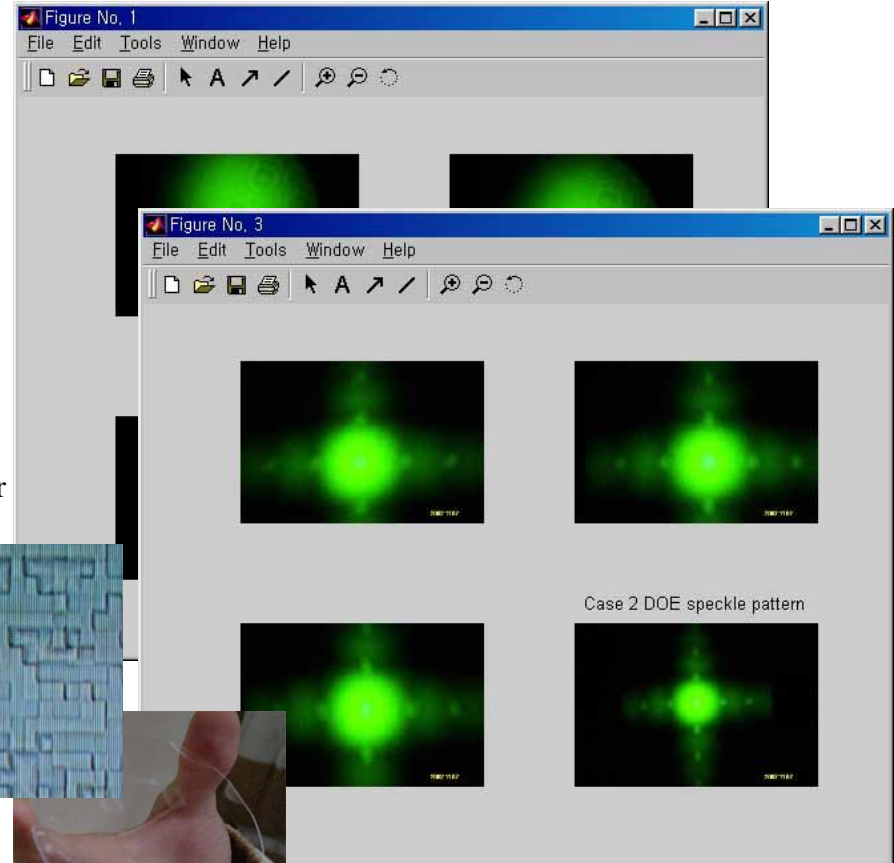 Figure No. 1
File Edit Tools Window Help
A
Figure No. 3
File Edit Tools Window Help
A
r
Case 2 DOE speckle pattern